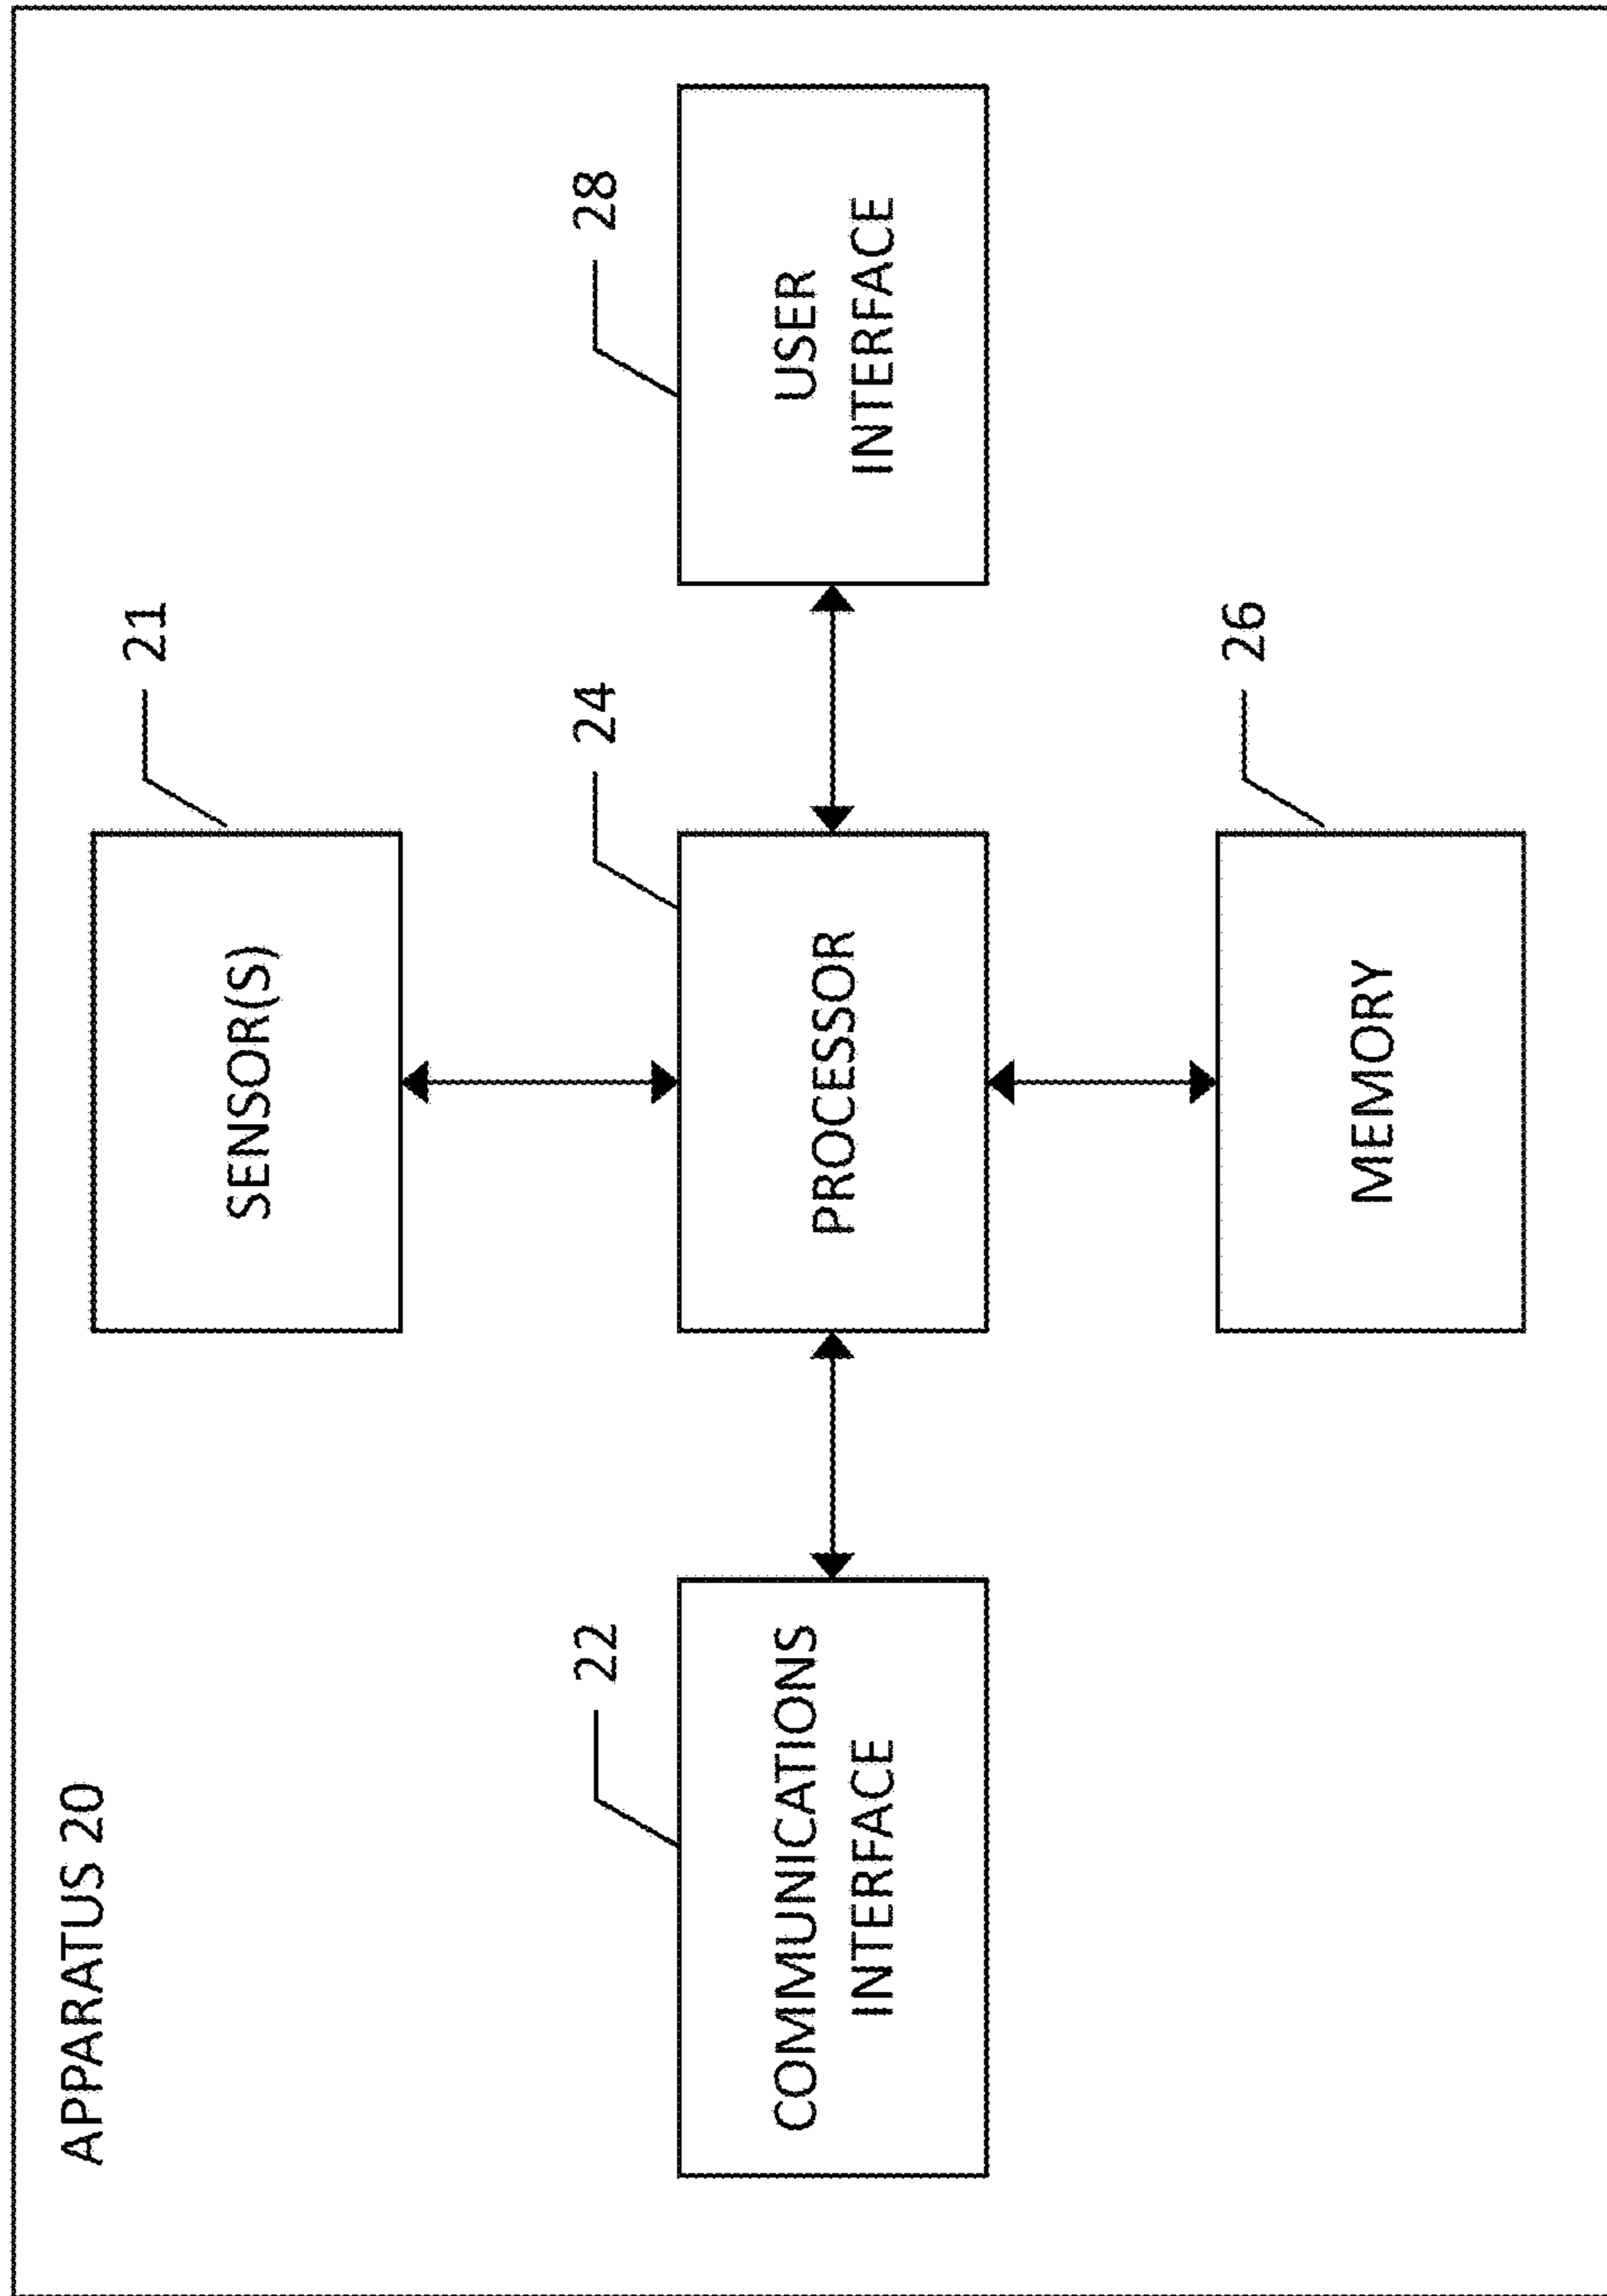 APPARATUS 20
21
SENSOR(S)
22
COMMUNICATIONS
INTERFACE
24
PROCESSOR
28
USER
INTERFACE
26
MEMORY